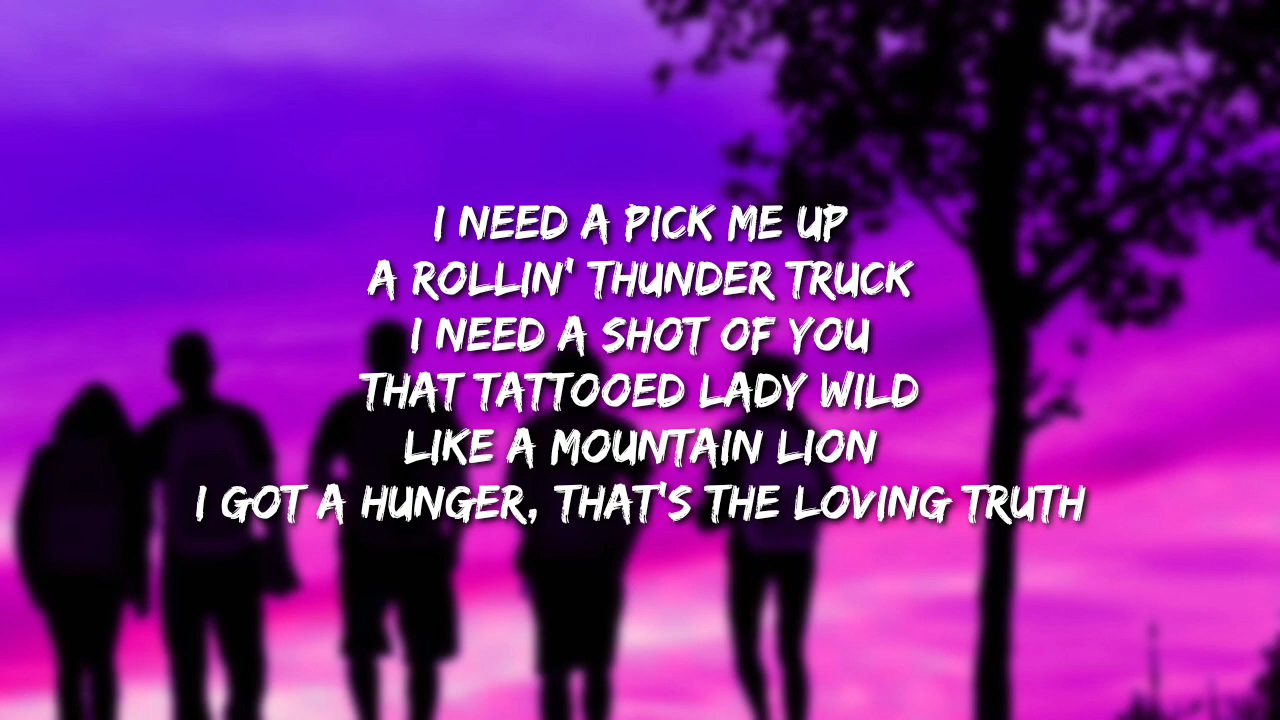 I NEED A PICK ME UP
A ROLLIN' THUNDER TRUCK
I NEED A SHOT OF YOU
THAT TATTOOED LADY WILD
LIKE A MOUNTAIN LION
I GOT A HUNGER, THAT'S THE LOVING TRUTH